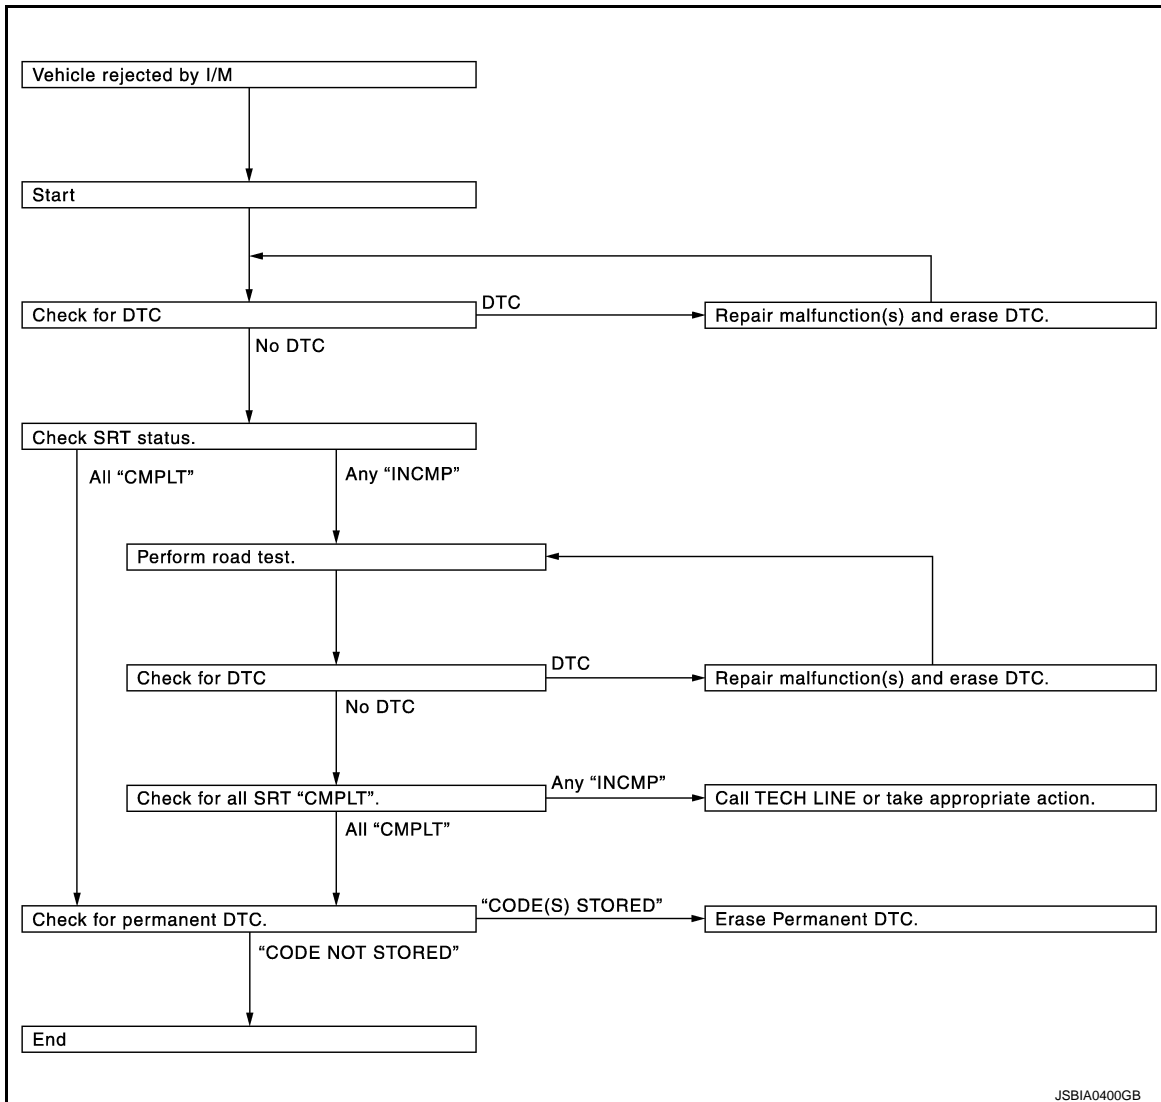 Vehicle rejected by I/M
Start
Check for DTC
DTC
Repair malfunction(s) and erase DTC.
No DTC
Check SRT status.
All “CMPLT”
Any “INCMP”
Perform road test.
Check for DTC
DTC
Repair malfunction(s) and erase DTC.
No DTC
Check for all SRT “CMPLT”.
Any “INCMP”
Call TECH LINE or take appropriate action.
All “CMPLT”
Check for permanent DTC.
“CODE(S) STORED”
Erase Permanent DTC.
“CODE NOT STORED”
End
JSBIA0400GB